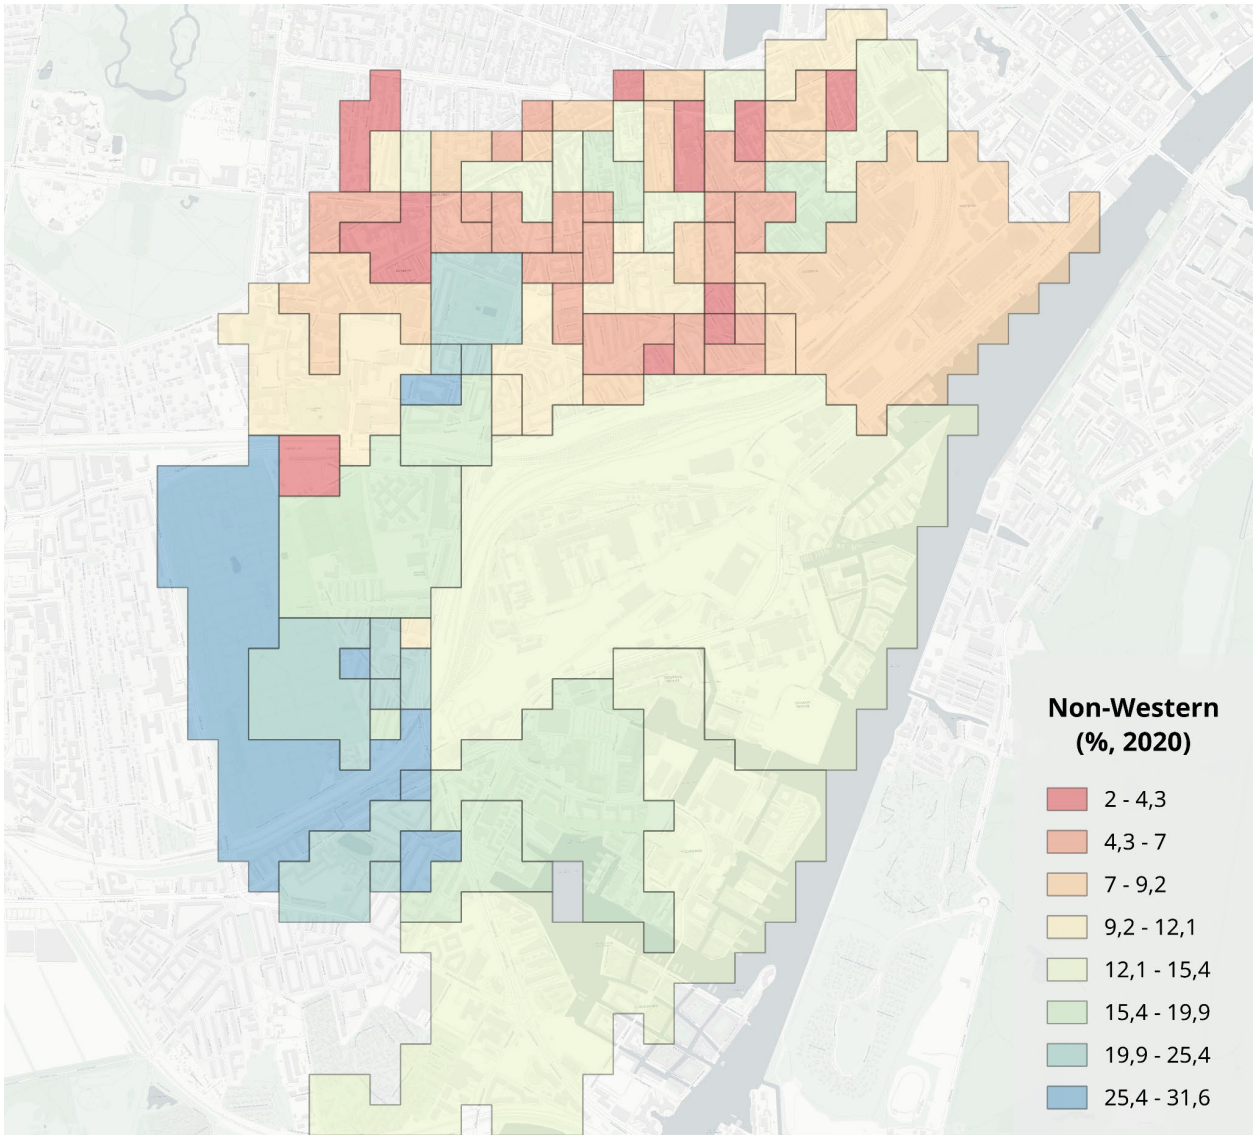 Non-Western
(%, 2020)
2 - 4,3
4,3 - 7
7 - 9,2
9,2 - 12,1
12,1 - 15,4
15,4 - 19,9
19,9 - 25,4
25,4 - 31,6